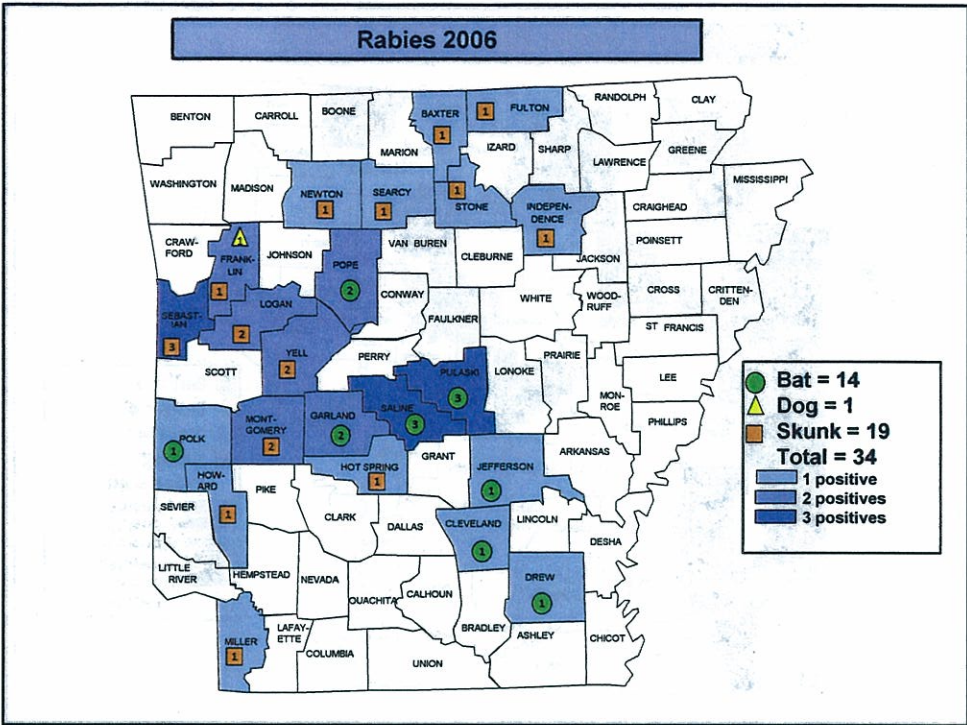 Rabies 2006
BENTON
CARROLL
BOONE
MARION
BAXTER
1
1
FULTON
RANDOLPH
CLAY
IZARD
SHARP
LAWRENCE
GREENE
MISSISSIPPI
WASHINGTON
MADISON
NEWTON
1
SEARCY
1
1
STONE
INDEPEN-
DENCE
1
CRAIGHEAD
POINSETT
JACKSON
CRAW-
FORD
1
FRANK-
LIN
1
JOHNSON
POPE
2
VAN BUREN
CLEBURNE
CONWAY
WHITE
WOOD-
RUFF
CROSS
CRITTEN-
DEN
ST FRANCIS
SEBAST-
IAN
3
LOGAN
2
YELL
2
FAULKNER
PERRY
SCOTT
PULASKI
3
LONOKE
PRAIRIE
MON-
ROE
LEE
PHILLIPS
POLK
1
MONT-
GOMERY
2
GARLAND
2
SALINE
3
HOT SPRING
1
GRANT
JEFFERSON
1
ARKANSAS
HOW-
ARD
1
PIKE
SEVIER
CLARK
DALLAS
CLEVELAND
1
LINCOLN
DESHA
LITTLE
RIVER
HEMPSTEAD
NEVADA
OUACHITA
CALHOUN
BRADLEY
DREW
1
MILLER
1
LAFAY-
ETTE
COLUMBIA
UNION
ASHLEY
CHICOT
Bat = 14
Dog = 1
Skunk = 19
Total = 34
1 positive
2 positives
3 positives